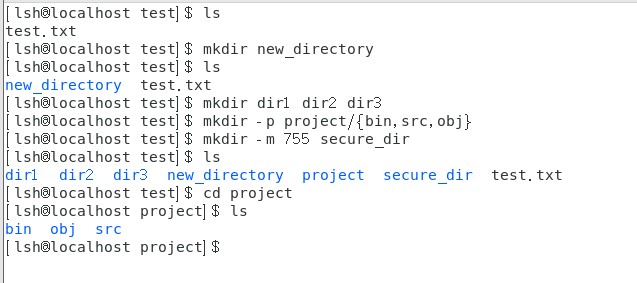 [lsh@localhost test]$ ls
test.txt
[lsh@localhost test]$ mkdir new_directory
[lsh@localhost test]$ ls
new_directory  test.txt
[lsh@localhost test]$ mkdir dir1 dir2 dir3
[lsh@localhost test]$ mkdir -p project/{bin,src,obj}
[lsh@localhost test]$ mkdir -m 755 secure_dir
[lsh@localhost test]$ ls
dir1  dir2  dir3  new_directory  project  secure_dir  test.txt
[lsh@localhost test]$ cd project
[lsh@localhost project]$ ls
bin  obj  src
[lsh@localhost project]$